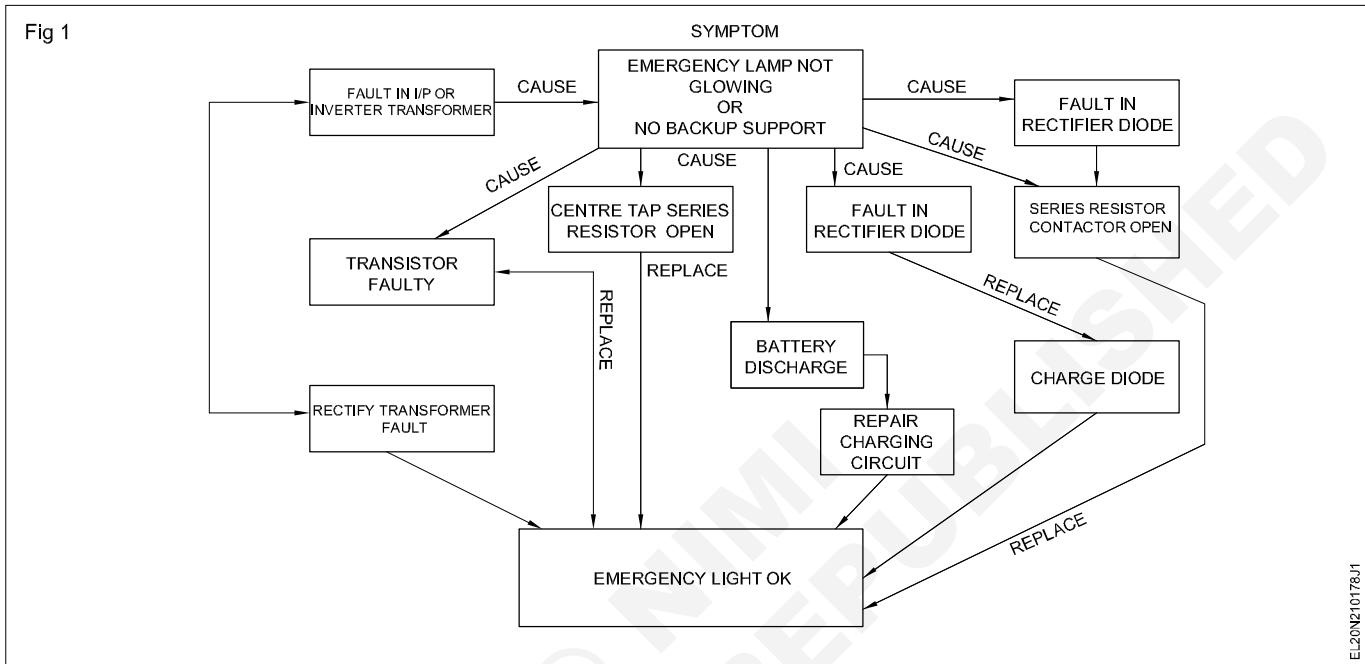 Fig 1
SYMPTOM
EMERGENCY LAMP NOT
GLOWING
OR
NO BACKUP SUPPORT
FAULT IN I/P OR
INVERTER TRANSFORMER
CAUSE
CAUSE
FAULT IN
RECTIFIER DIODE
CAUSE
CAUSE
CAUSE
CAUSE
CENTRE TAP SERIES
RESISTOR OPEN
FAULT IN
RECTIFIER DIODE
SERIES RESISTOR
CONTACTOR OPEN
TRANSISTOR
FAULTY
REPLACE
REPLACE
REPLACE
BATTERY
DISCHARGE
CHARGE DIODE
RECTIFY TRANSFORMER
FAULT
REPAIR
CHARGING
CIRCUIT
REPLACE
EMERGENCY LIGHT OK
© NIMI
REPUBLISHED
EL20N210178J1